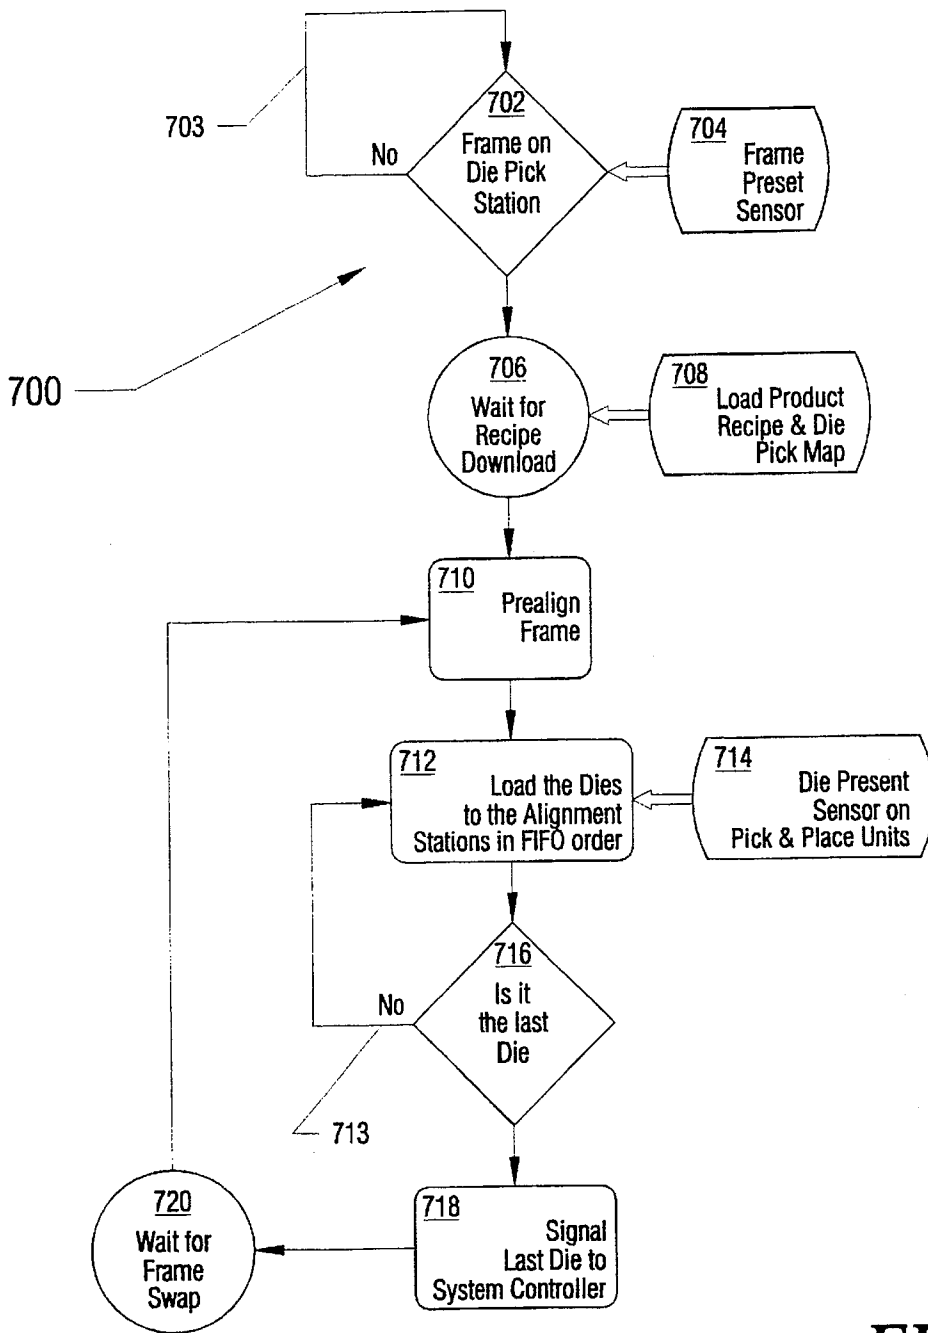 702
Frame on
Die Pick
Station
703
No
704
Frame
Preset
Sensor
700
706
Wait for
Recipe
Download
708
Load Product
Recipe & Die
Pick Map
710
Prealign
Frame
712
Load the Dies
to the Alignment
Stations in FIFO order
714
Die Present
Sensor on
Pick & Place Units
716
Is it
the last
Die
No
713
718
Signal
Last Die to
System Controller
720
Wait for
Frame
Swap